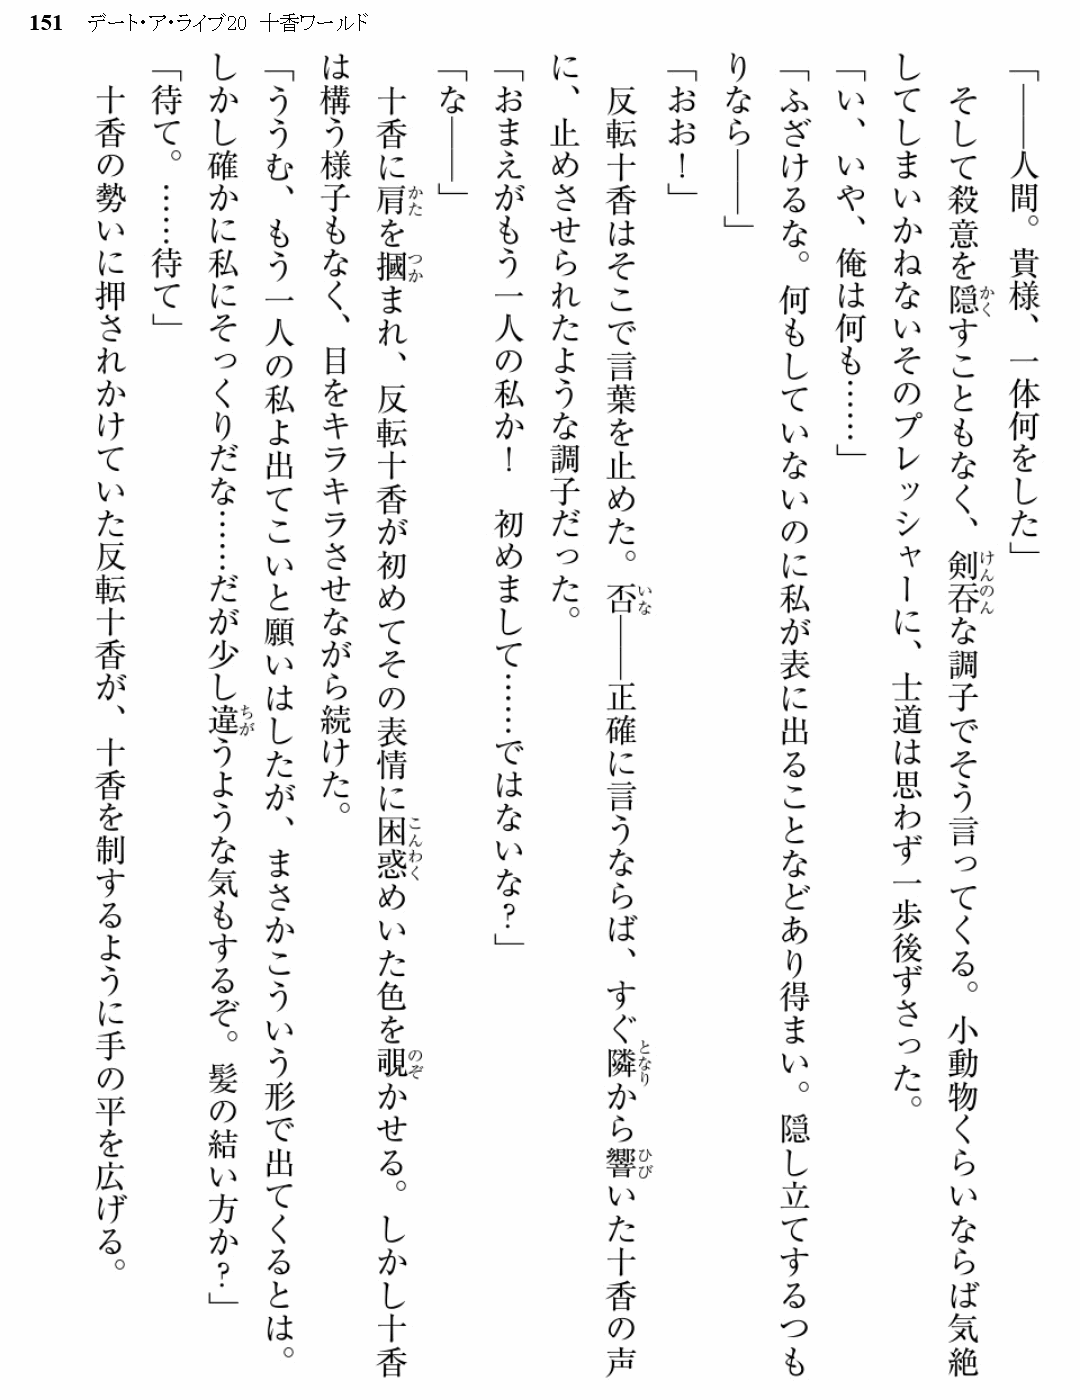 151 デート・ア・ライブ20 十香ワールド
「――人間。貴様、一体何をした」
そして殺意を隠すこともなく、剣呑な調子でそう言ってくる。小動物くらいならば気絶
してしまいかねないそのプレッシャーに、士道は思わず一歩後ずさった。
「い、いや、俺は何も……」
「ふざけるな。何もしていないのに私が表に出ることなどあり得まい。隠し立てするつも
りなら――」
「おお！」
反転十香はそこで言葉を止めた。否――正確に言うならば、すぐ隣から響いた十香の声
に、止めさせられたような調子だった。
「おまえがもう一人の私か！　初めまして……ではないな？」
「な――」
十香に肩を摑まれ、反転十香が初めてその表情に困惑めいた色を覗かせる。しかし十香
は構う様子もなく、目をキラキラさせながら続けた。
「ううむ、もう一人の私よ出てこいと願いはしたが、まさかこういう形で出てくるとは。
しかし確かに私にそっくりだな……だが少し違うような気もするぞ。髪の結い方か？」
「待て。……待て」
十香の勢いに押されかけていた反転十香が、十香を制するように手の平を広げる。